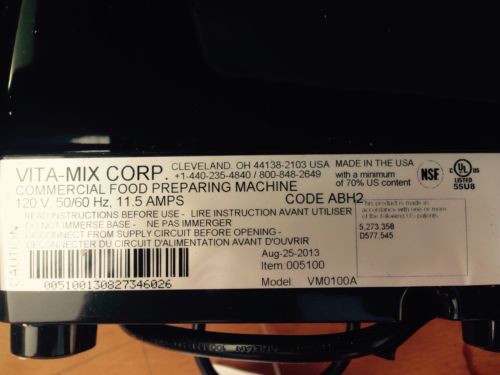 VITA-MIX CORP. CLEVELAND, OH 44138-2103 USA
+1-440-235-4840 / 800-848-2649
MADE IN THE USA
with a minimum of
70% US content
NSF
UL
LISTED
55U8
COMMERCIAL FOOD PREPARING MACHINE
120 V, 50/60 Hz, 11.5 AMPS CODE ABH2
CAUTION
READ INSTRUCTIONS BEFORE USE - LIRE INSTRUCTION AVANT UTILISER
DO NOT IMMERSE BASE - NE PAS IMMERGER
DISCONNECT FROM SUPPLY CIRCUIT BEFORE OPENING -
DECONNECTER DU CIRCUIT D'ALIMENTATION AVANT D'OUVRIR
This product is made in
accordance with one or more
of the following US patents.
5,273,358
D577,545
Aug-25-2013
Item 005100
Model: VM0100A
005100130827346026